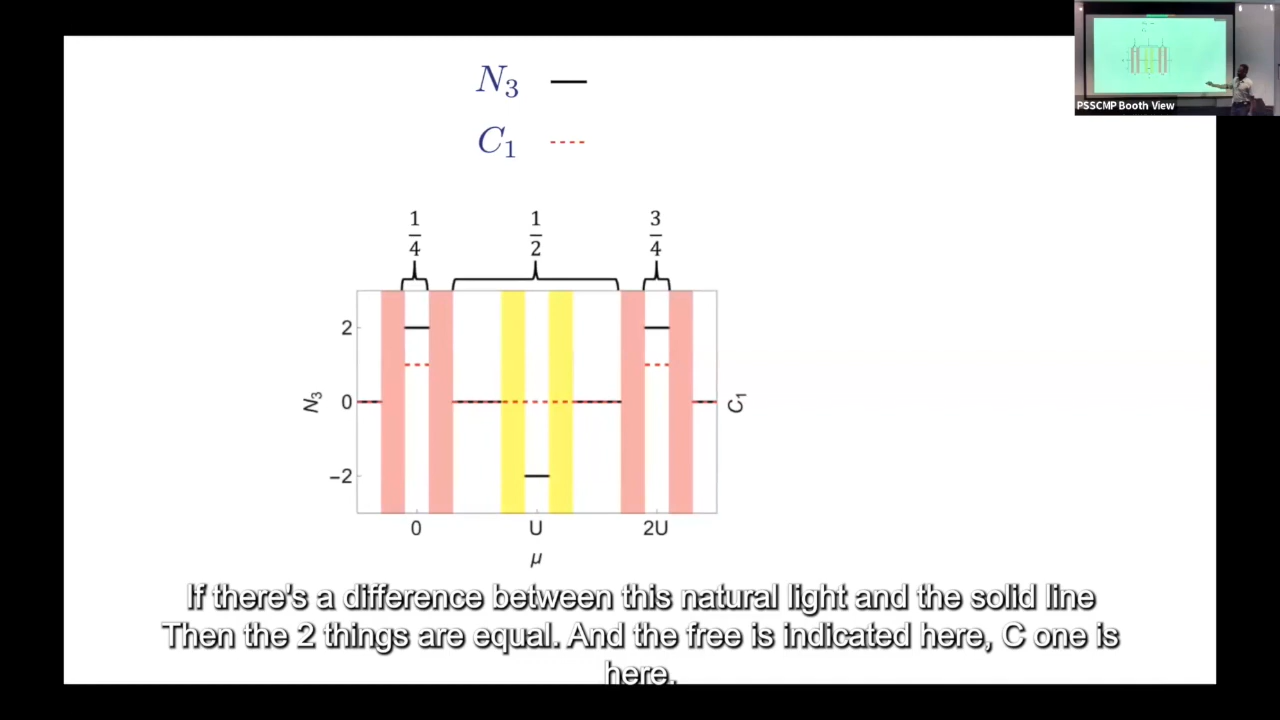 N₃
C₁
1/4 1/2 3/4
2
0
−2
N₃
C₁
0 U 2U
μ
PSSCMP Booth View
If there's a difference between this natural light and the solid line
Then the 2 things are equal. And the free is indicated here, C one is
here.